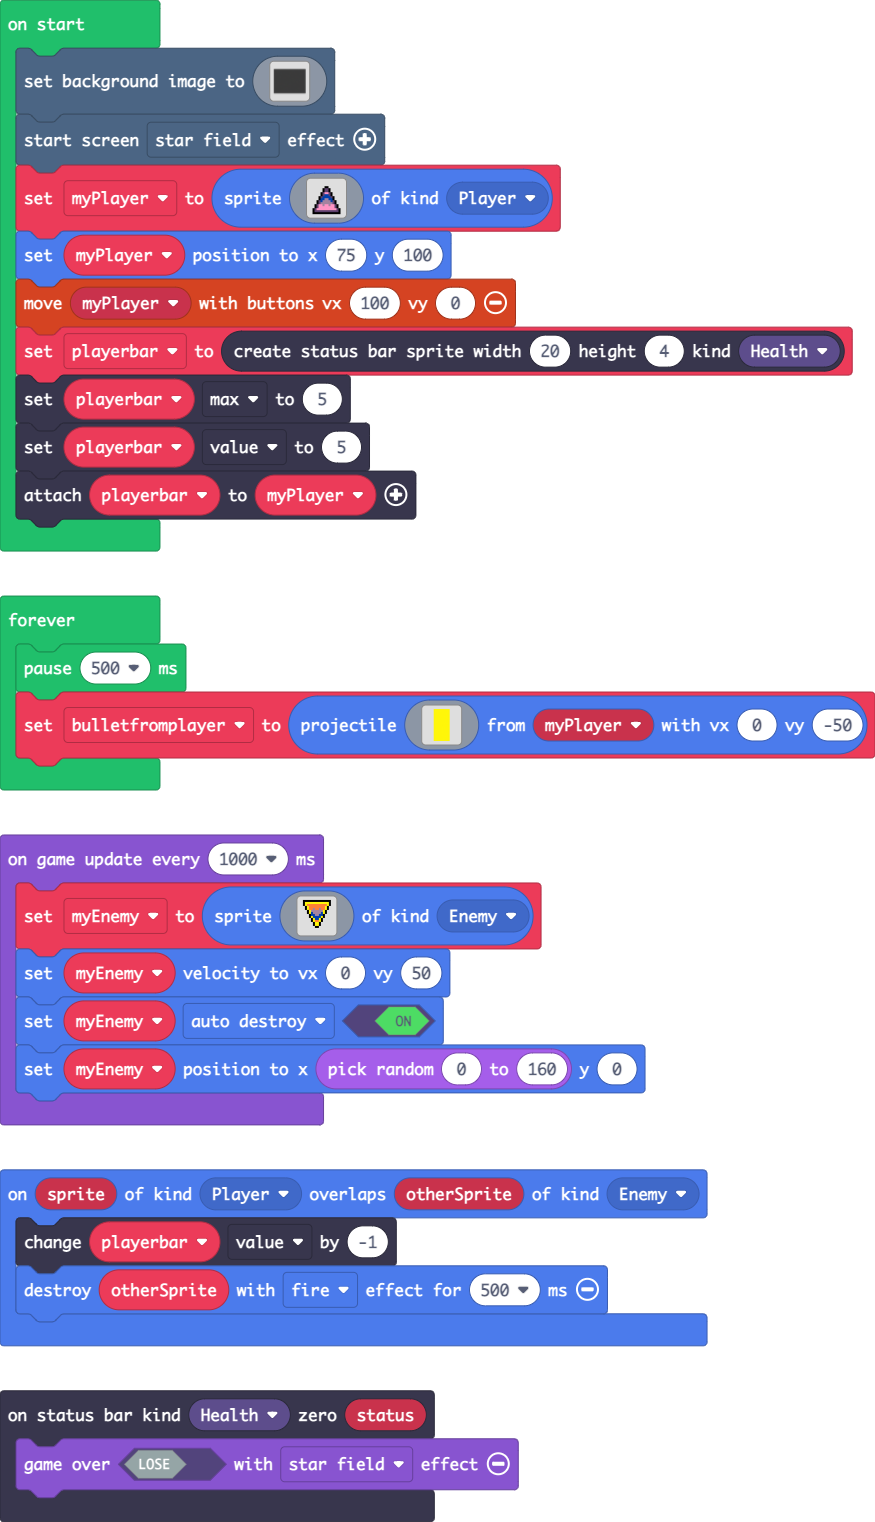 on start
set background image to
start screen star field effect
set myPlayer to sprite of kind Player
set myPlayer position to x 75 y 100
move myPlayer with buttons vx 100 vy 0
set playerbar to create status bar sprite width 20 height 4 kind Health
set playerbar max to 5
set playerbar value to 5
attach playerbar to myPlayer
forever
pause 500 ms
set bulletfromplayer to projectile from myPlayer with vx 0 vy -50
on game update every 1000 ms
set myEnemy to sprite of kind Enemy
set myEnemy velocity to vx 0 vy 50
set myEnemy auto destroy ON
set myEnemy position to x pick random 0 to 160 y 0
on sprite of kind Player overlaps otherSprite of kind Enemy
change playerbar value by -1
destroy otherSprite with fire effect for 500 ms
on status bar kind Health zero status
game over LOSE with star field effect